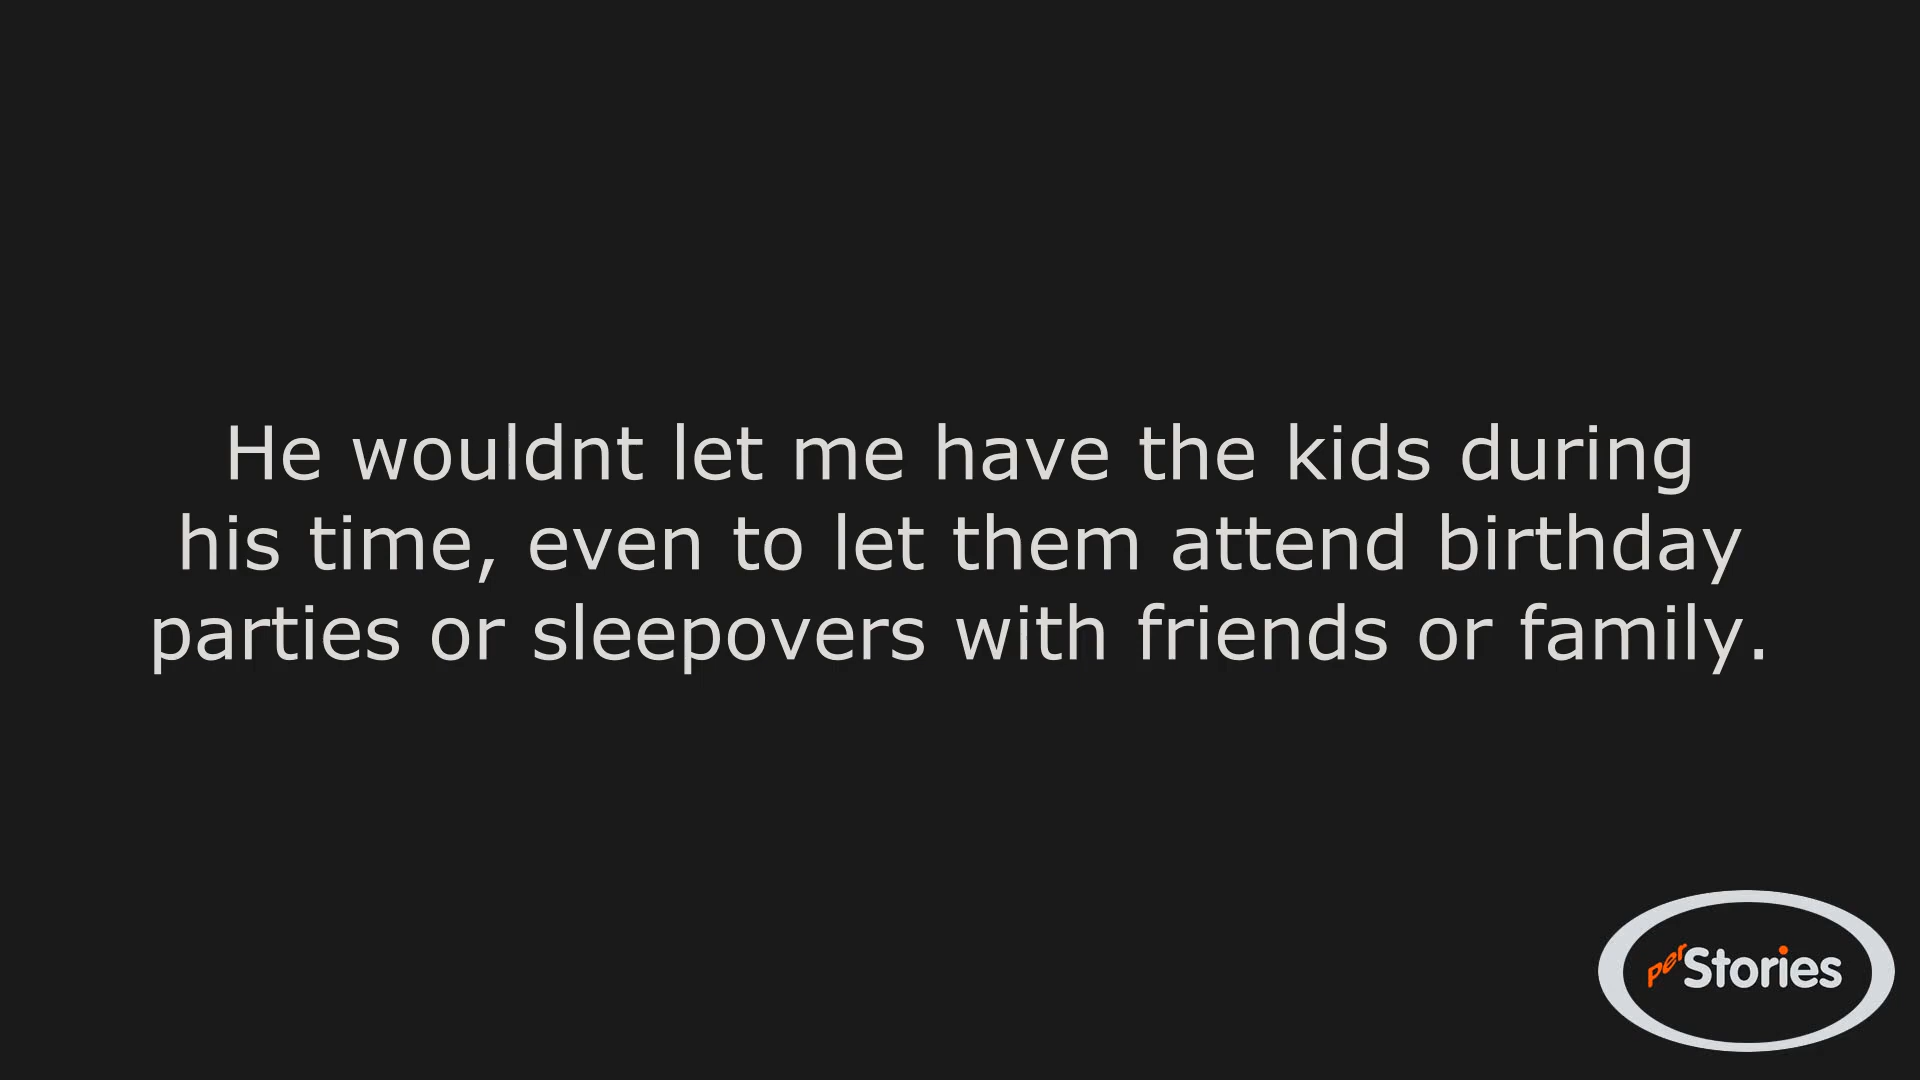 He wouldnt let me have the kids during
his time, even to let them attend birthday
parties or sleepovers with friends or family.
perStories